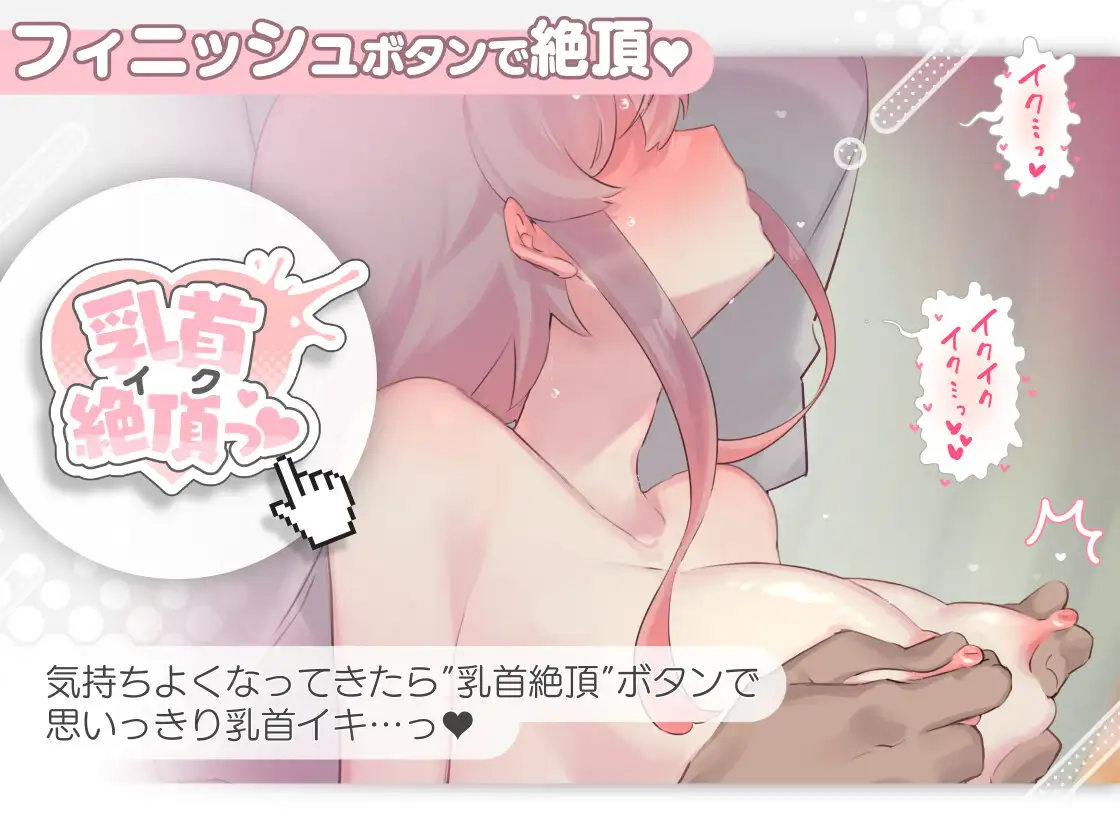 フィニッシュボタンで絶頂♥
イク…っ♥
イクイク
イク…っ♥♥♥
乳首
イク
絶頂っ♥
気持ちよくなってきたら"乳首絶頂"ボタンで
思いっきり乳首イキ…っ♥